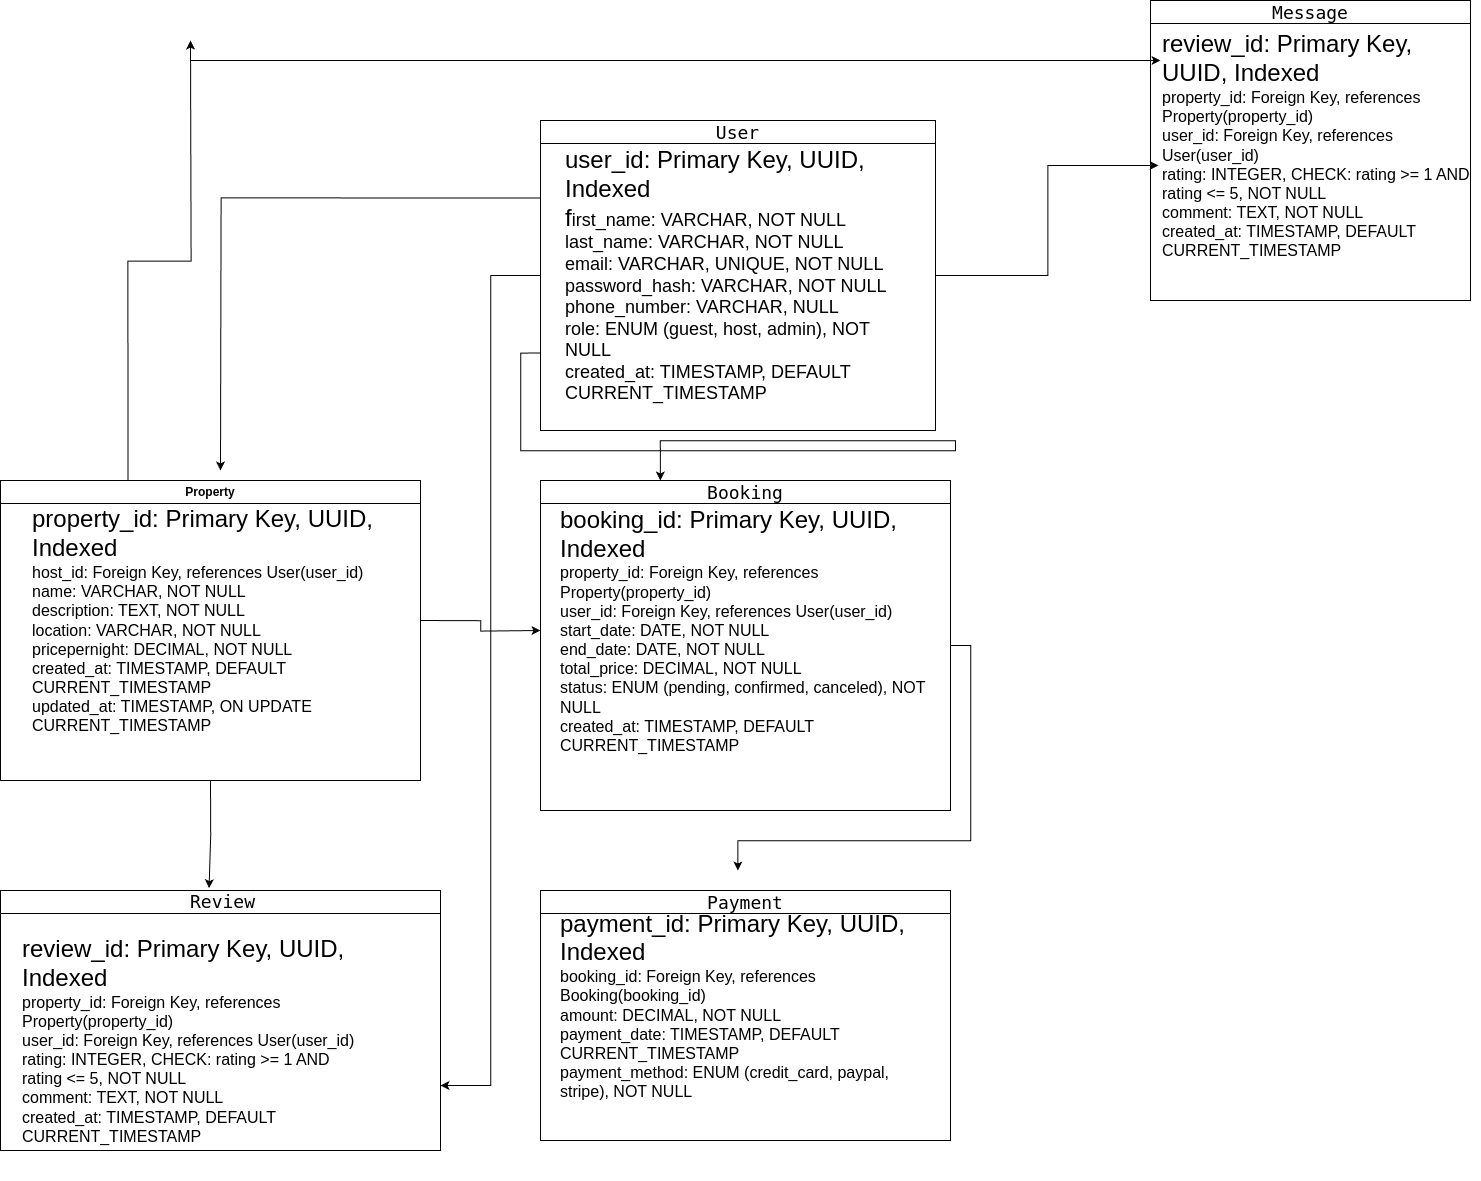 Message
review_id: Primary Key,
UUID, Indexed
property_id: Foreign Key, references
Property(property_id)
user_id: Foreign Key, references
User(user_id)
rating: INTEGER, CHECK: rating >= 1 AND
rating <= 5, NOT NULL
comment: TEXT, NOT NULL
created_at: TIMESTAMP, DEFAULT
CURRENT_TIMESTAMP
User
user_id: Primary Key, UUID,
Indexed
first_name: VARCHAR, NOT NULL
last_name: VARCHAR, NOT NULL
email: VARCHAR, UNIQUE, NOT NULL
password_hash: VARCHAR, NOT NULL
phone_number: VARCHAR, NULL
role: ENUM (guest, host, admin), NOT
NULL
created_at: TIMESTAMP, DEFAULT
CURRENT_TIMESTAMP
Property
property_id: Primary Key, UUID,
Indexed
host_id: Foreign Key, references User(user_id)
name: VARCHAR, NOT NULL
description: TEXT, NOT NULL
location: VARCHAR, NOT NULL
pricepernight: DECIMAL, NOT NULL
created_at: TIMESTAMP, DEFAULT
CURRENT_TIMESTAMP
updated_at: TIMESTAMP, ON UPDATE
CURRENT_TIMESTAMP
Booking
booking_id: Primary Key, UUID,
Indexed
property_id: Foreign Key, references
Property(property_id)
user_id: Foreign Key, references User(user_id)
start_date: DATE, NOT NULL
end_date: DATE, NOT NULL
total_price: DECIMAL, NOT NULL
status: ENUM (pending, confirmed, canceled), NOT
NULL
created_at: TIMESTAMP, DEFAULT
CURRENT_TIMESTAMP
Review
review_id: Primary Key, UUID,
Indexed
property_id: Foreign Key, references
Property(property_id)
user_id: Foreign Key, references User(user_id)
rating: INTEGER, CHECK: rating >= 1 AND
rating <= 5, NOT NULL
comment: TEXT, NOT NULL
created_at: TIMESTAMP, DEFAULT
CURRENT_TIMESTAMP
Payment
payment_id: Primary Key, UUID,
Indexed
booking_id: Foreign Key, references
Booking(booking_id)
amount: DECIMAL, NOT NULL
payment_date: TIMESTAMP, DEFAULT
CURRENT_TIMESTAMP
payment_method: ENUM (credit_card, paypal,
stripe), NOT NULL